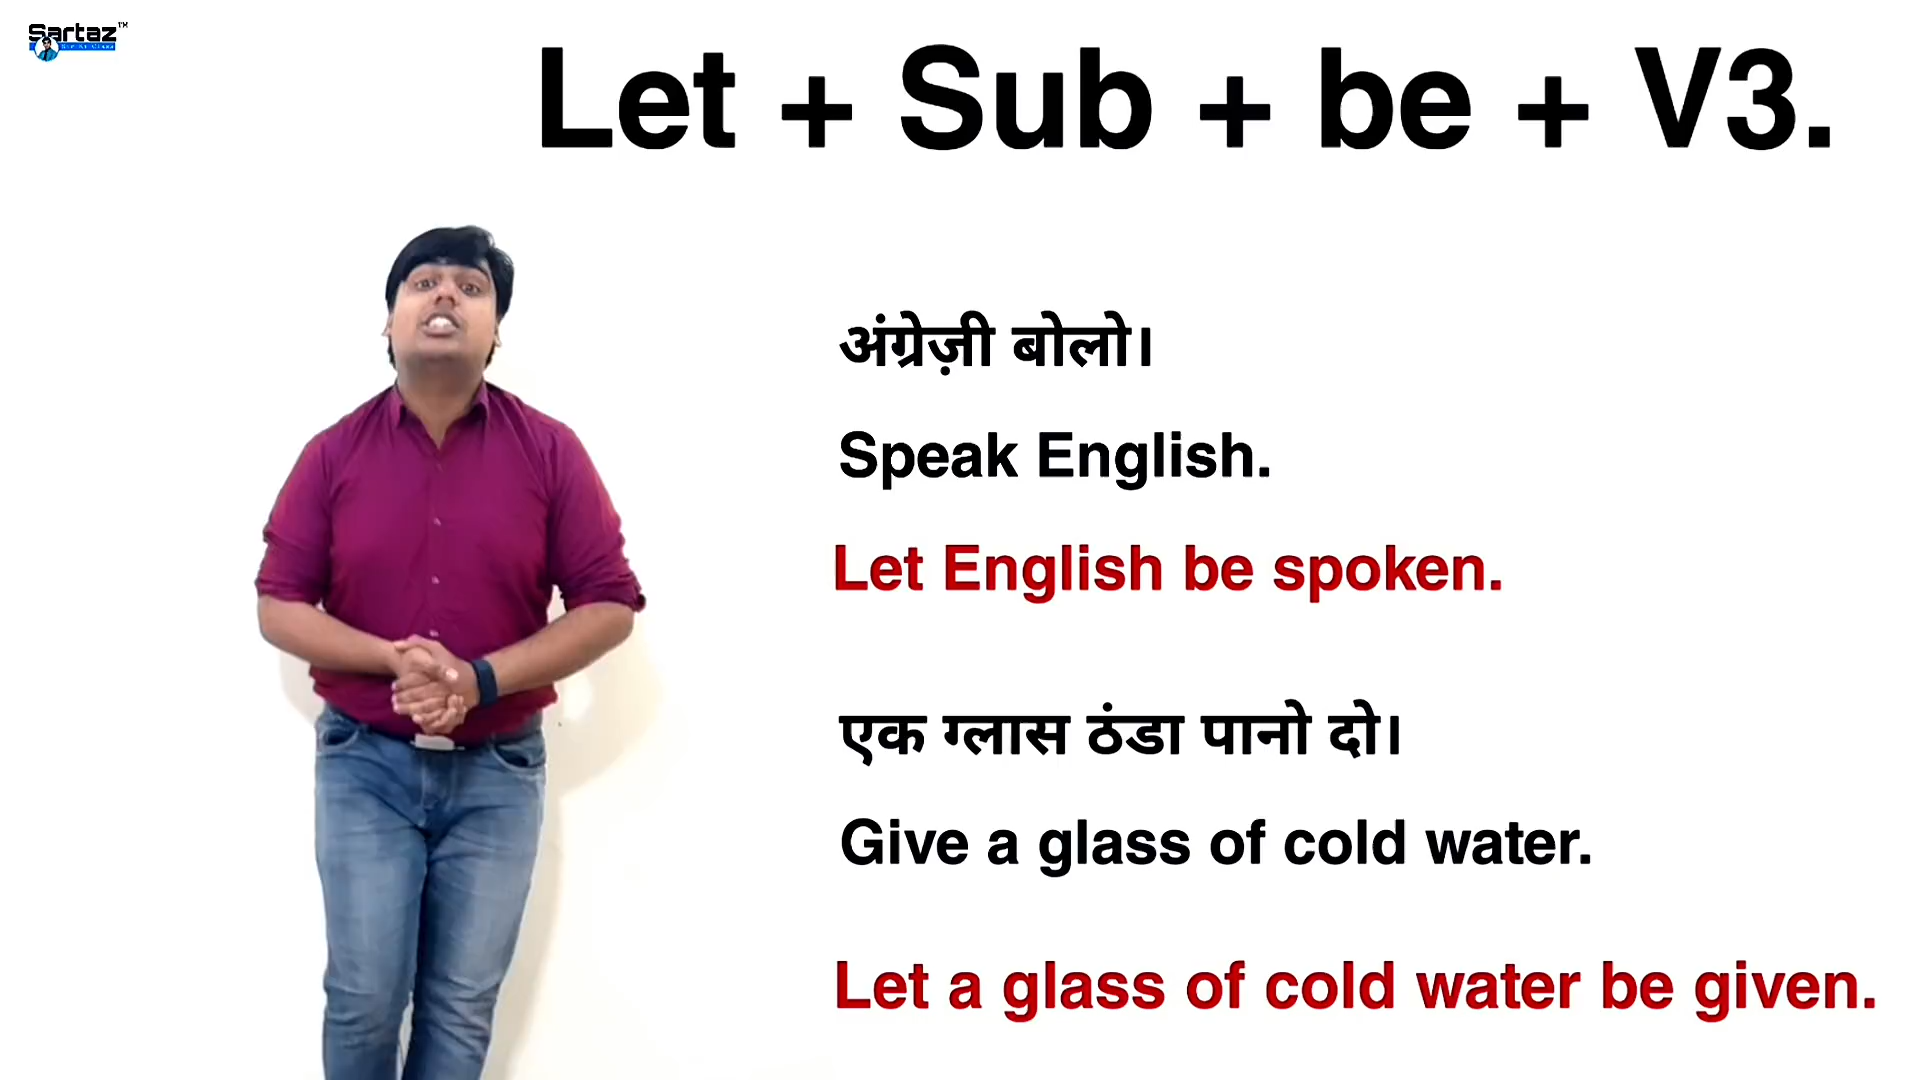 Sartaz™
Let + Sub + be + V3.
अंग्रेज़ी बोलो।
Speak English.
Let English be spoken.
एक ग्लास ठंडा पानो दो।
Give a glass of cold water.
Let a glass of cold water be given.